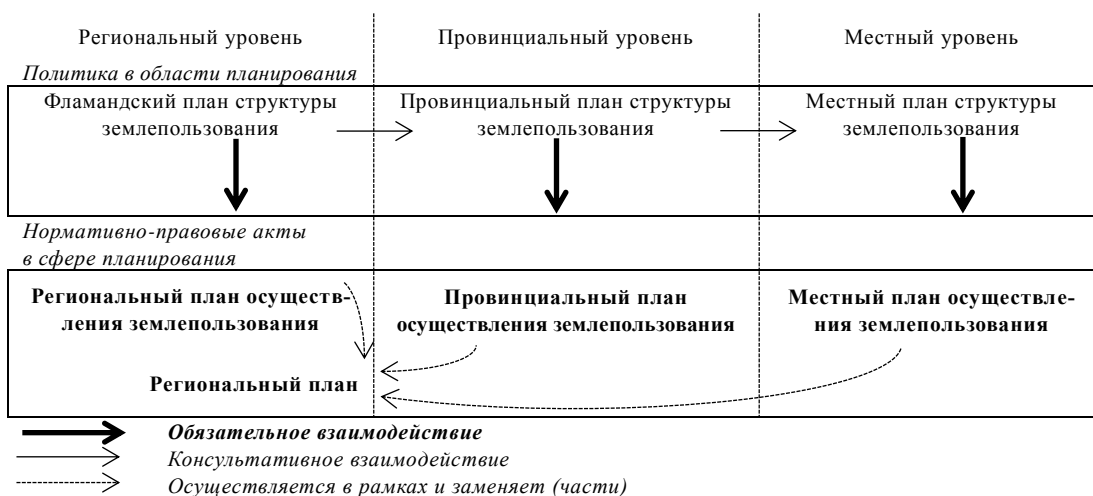 Региональный уровень
Провинциальный уровень
Местный уровень
Политика в области планирования
Фламандский план структуры
землепользования
Провинциальный план структуры
землепользования
Местный план структуры
землепользования
Нормативно-правовые акты
в сфере планирования
Региональный план осуществ-
ления землепользования
Провинциальный план
осуществления землепользования
Местный план осуществле-
ния землепользования
Региональный план
Обязательное взаимодействие
Консультативное взаимодействие
Осуществляется в рамках и заменяет (части)